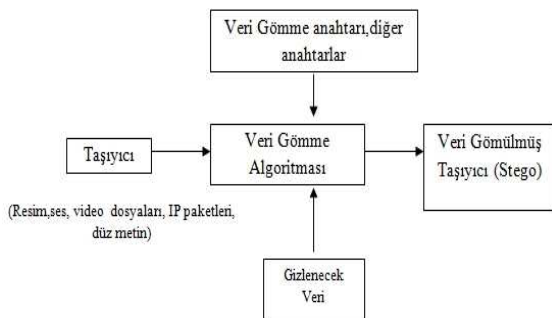 Veri Gömme anahtarı,diğer
anahtarlar
Taşıyıcı
Veri Gömme
Algoritması
Veri Gömülmüş
Taşıyıcı (Stego)
(Resim,ses, video dosyaları, IP paketleri,
düz metin)
Gizlenecek
Veri